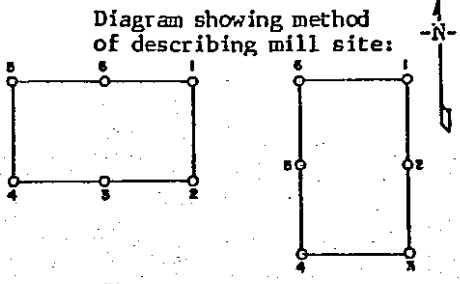 Diagram showing method
of describing mill site:
-N-
5 6 1
4 3 2
6 1
5 2
4 3